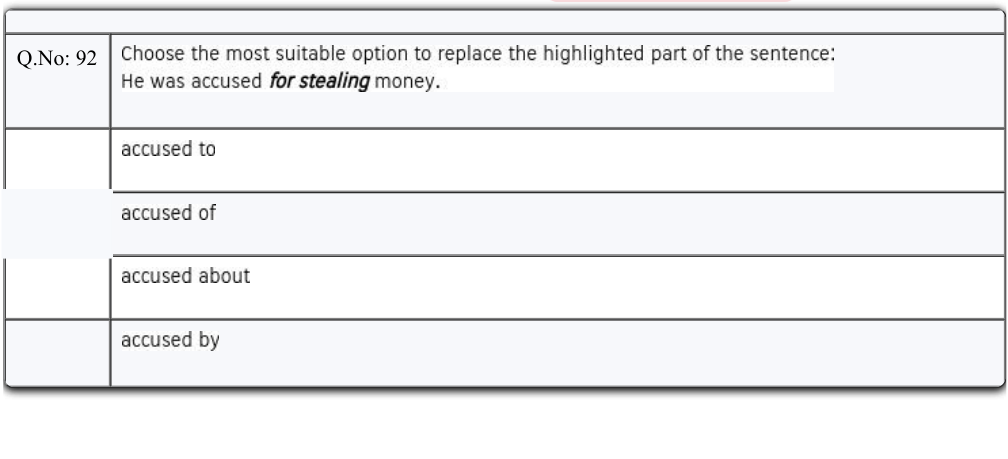 Q.No: 92
Choose the most suitable option to replace the highlighted part of the sentence:
He was accused for stealing money.
accused to
accused of
accused about
accused by